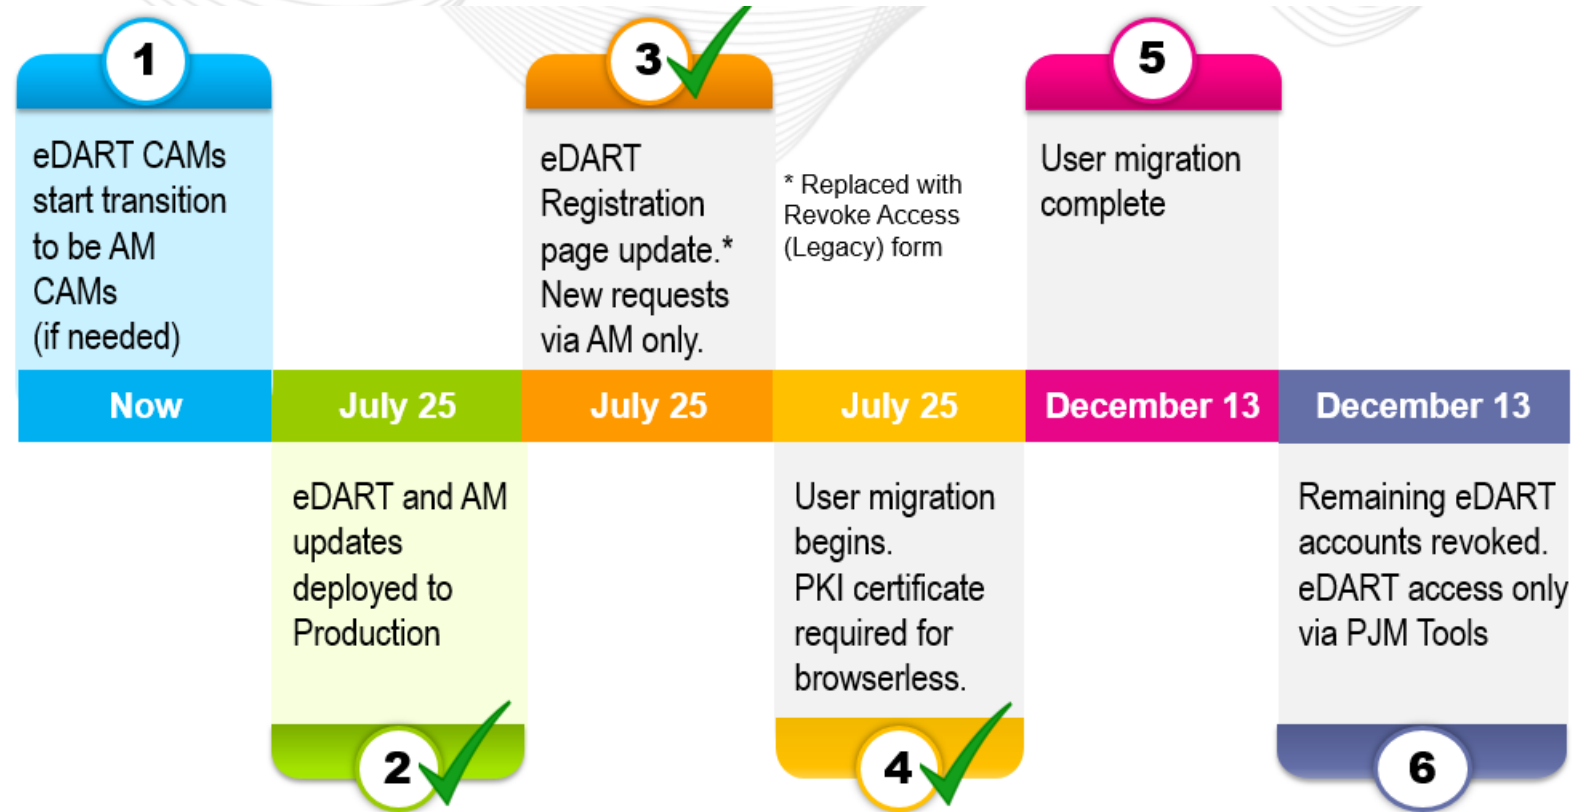 1
eDART CAMs
start transition
to be AM
CAMs
(if needed)
Now
July 25
eDART and AM
updates
deployed to
Production
2
3
eDART
Registration
page update.*
New requests
via AM only.
July 25
* Replaced with
Revoke Access
(Legacy) form
July 25
User migration
begins.
PKI certificate
required for
browserless.
4
5
User migration
complete
December 13
December 13
Remaining eDART
accounts revoked.
eDART access only
via PJM Tools
6